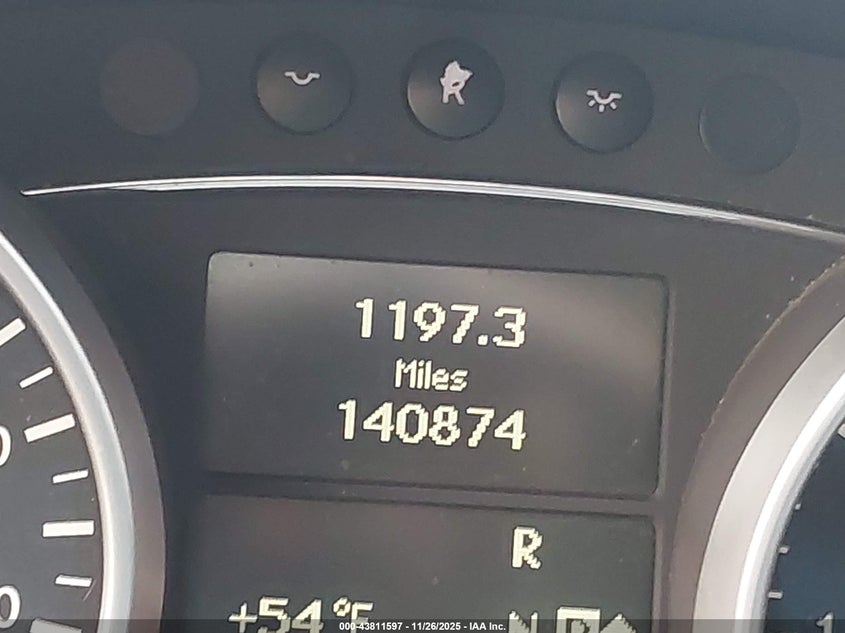 R
1197.3
Miles
140874
R
+54°F
N D
000-43811597 - 11/26/2025 - IAA Inc.